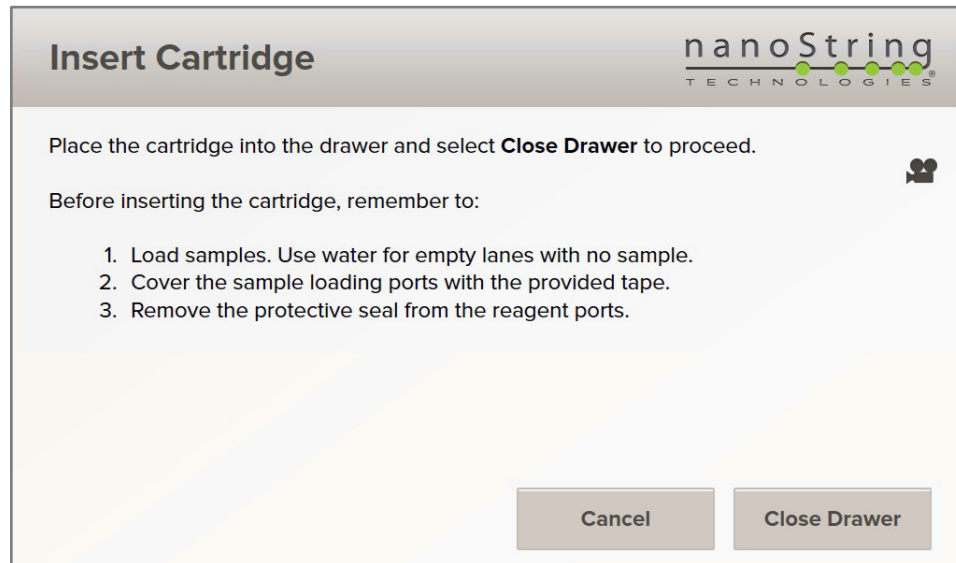 Insert Cartridge
nanoString
TECHNOLOGIES®
Place the cartridge into the drawer and select Close Drawer to proceed.
Before inserting the cartridge, remember to:
1. Load samples. Use water for empty lanes with no sample.
2. Cover the sample loading ports with the provided tape.
3. Remove the protective seal from the reagent ports.
Cancel
Close Drawer